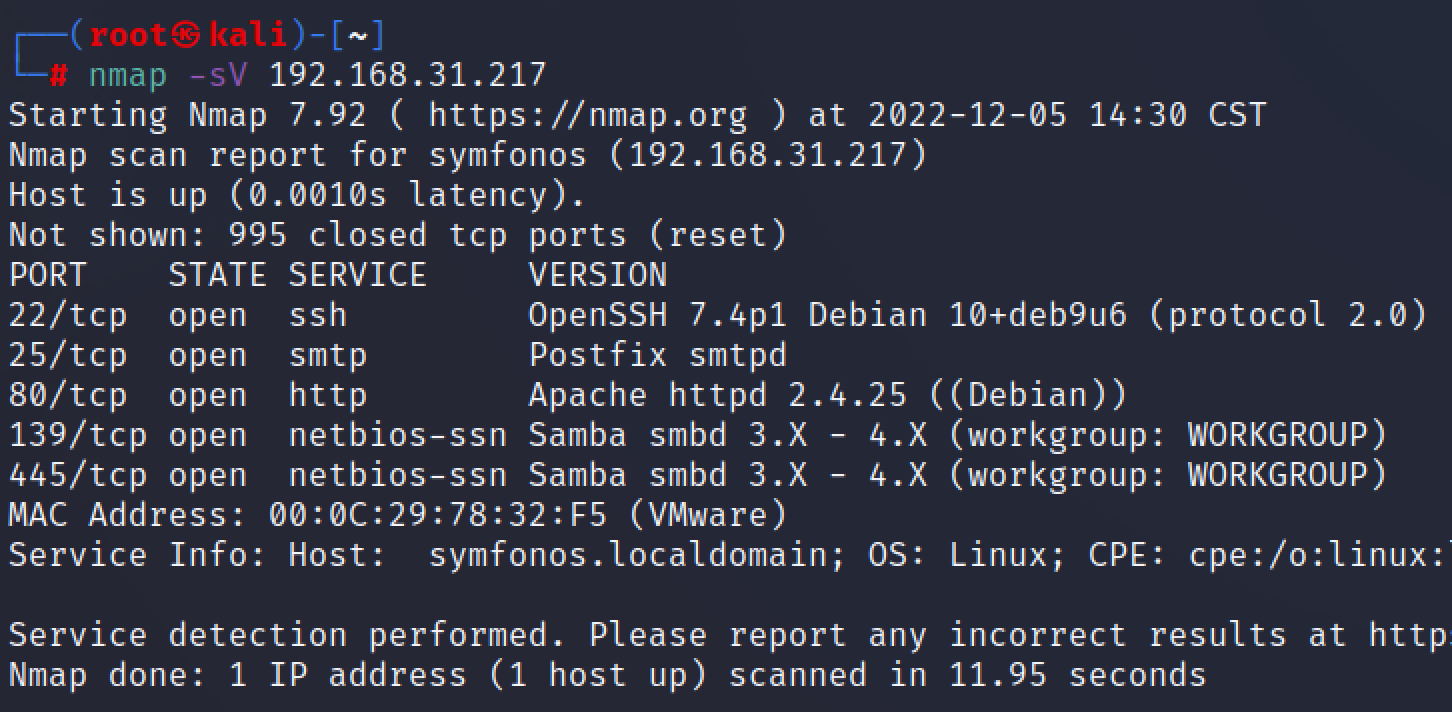 ┌──(root㉿kali)-[~]
└─# nmap -sV 192.168.31.217
Starting Nmap 7.92 ( https://nmap.org ) at 2022-12-05 14:30 CST
Nmap scan report for symfonos (192.168.31.217)
Host is up (0.0010s latency).
Not shown: 995 closed tcp ports (reset)
PORT    STATE SERVICE     VERSION
22/tcp  open  ssh         OpenSSH 7.4p1 Debian 10+deb9u6 (protocol 2.0)
25/tcp  open  smtp        Postfix smtpd
80/tcp  open  http        Apache httpd 2.4.25 ((Debian))
139/tcp open  netbios-ssn Samba smbd 3.X - 4.X (workgroup: WORKGROUP)
445/tcp open  netbios-ssn Samba smbd 3.X - 4.X (workgroup: WORKGROUP)
MAC Address: 00:0C:29:78:32:F5 (VMware)
Service Info: Host:  symfonos.localdomain; OS: Linux; CPE: cpe:/o:linux:
Service detection performed. Please report any incorrect results at http
Nmap done: 1 IP address (1 host up) scanned in 11.95 seconds